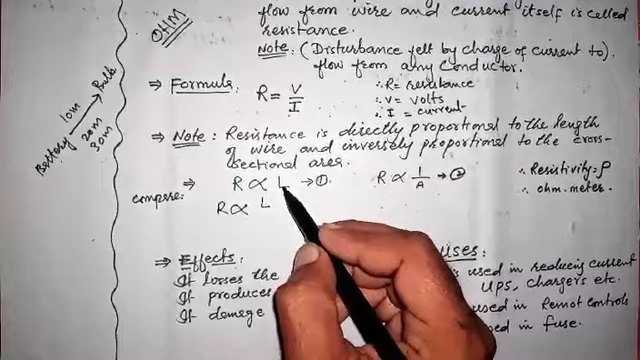 flow from wire and current itself is called
resistance.
OHM
Note: (Disturbance felt by charge of current to)
flow from any Conductor.
⇒ Formula: R = V/I
∴ R = resistance
∴ V = volts
∴ I = current
Battery 10m → Bulb
20m
30m
⇒ Note: Resistance is directly proportional to the length
of wire and inversely proportional to the cross-
sectional area.
⇒ R ∝ L → ① R ∝ 1/A → ②
∴ Resistivity: ρ
∴ ohm.meter.
compare:
R ∝ L
⇒ Effects: uses:
It losses the is used in reducing current
UPS, chargers etc.
It produces used in Remot controls
It demege used in fuse.